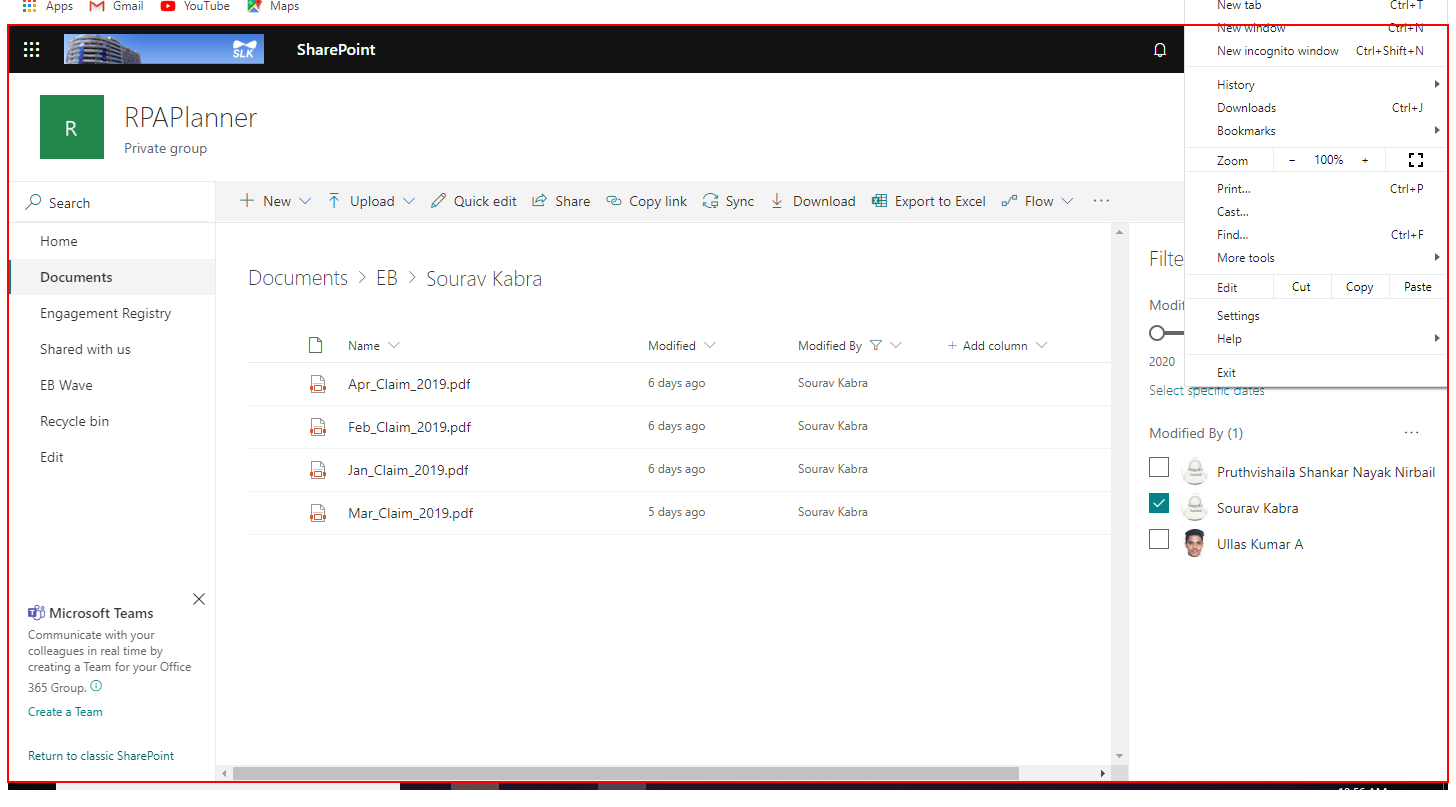 Apps Gmail YouTube Maps
New tab Ctrl+T
New window Ctrl+N
New incognito window Ctrl+Shift+N
History
Downloads Ctrl+J
Bookmarks
Zoom − 100% +
Print... Ctrl+P
Cast...
Find... Ctrl+F
More tools
Edit Cut Copy Paste
Settings
Help
Exit
SLK SharePoint
R
RPAPlanner
Private group
Search
+ New Upload Quick edit Share Copy link Sync Download Export to Excel Flow ...
Home
Documents
Engagement Registry
Shared with us
EB Wave
Recycle bin
Edit
Documents > EB > Sourav Kabra
Name Modified Modified By + Add column
Apr_Claim_2019.pdf 6 days ago Sourav Kabra
Feb_Claim_2019.pdf 6 days ago Sourav Kabra
Jan_Claim_2019.pdf 6 days ago Sourav Kabra
Mar_Claim_2019.pdf 5 days ago Sourav Kabra
2020
Select specific dates
Modified By (1) ...
Pruthvishaila Shankar Nayak Nirbail
Sourav Kabra
Ullas Kumar A
Microsoft Teams
Communicate with your
colleagues in real time by
creating a Team for your Office
365 Group.
Create a Team
Return to classic SharePoint